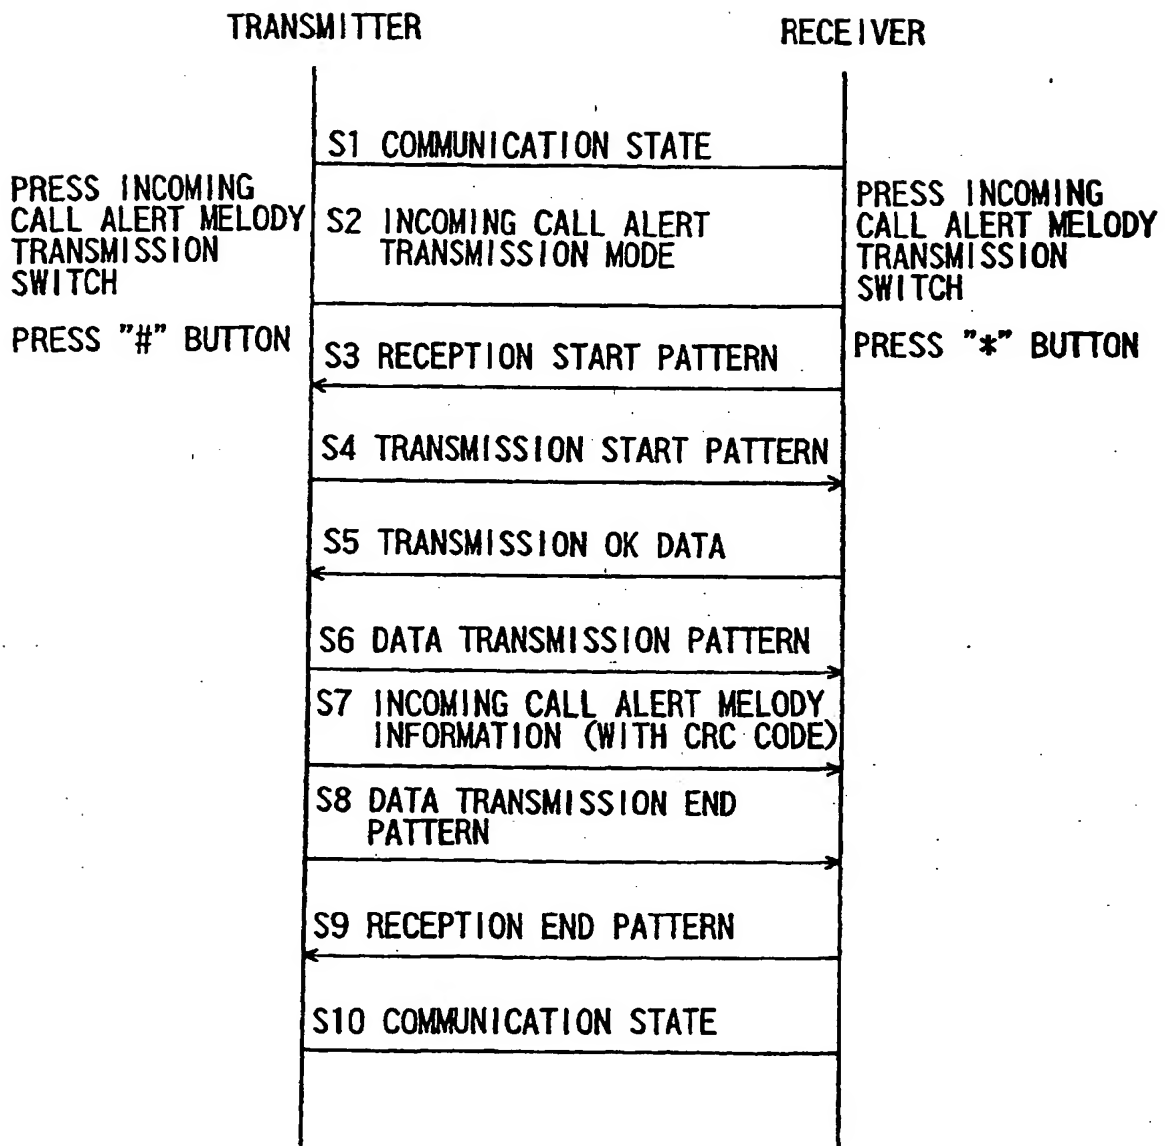 TRANSMITTER
RECEIVER
S1 COMMUNICATION STATE
PRESS INCOMING
CALL ALERT MELODY
TRANSMISSION
SWITCH
S2 INCOMING CALL ALERT
TRANSMISSION MODE
PRESS INCOMING
CALL ALERT MELODY
TRANSMISSION
SWITCH
PRESS "#" BUTTON
S3 RECEPTION START PATTERN
PRESS "*" BUTTON
S4 TRANSMISSION START PATTERN
S5 TRANSMISSION OK DATA
S6 DATA TRANSMISSION PATTERN
S7 INCOMING CALL ALERT MELODY
INFORMATION (WITH CRC CODE)
S8 DATA TRANSMISSION END
PATTERN
S9 RECEPTION END PATTERN
S10 COMMUNICATION STATE